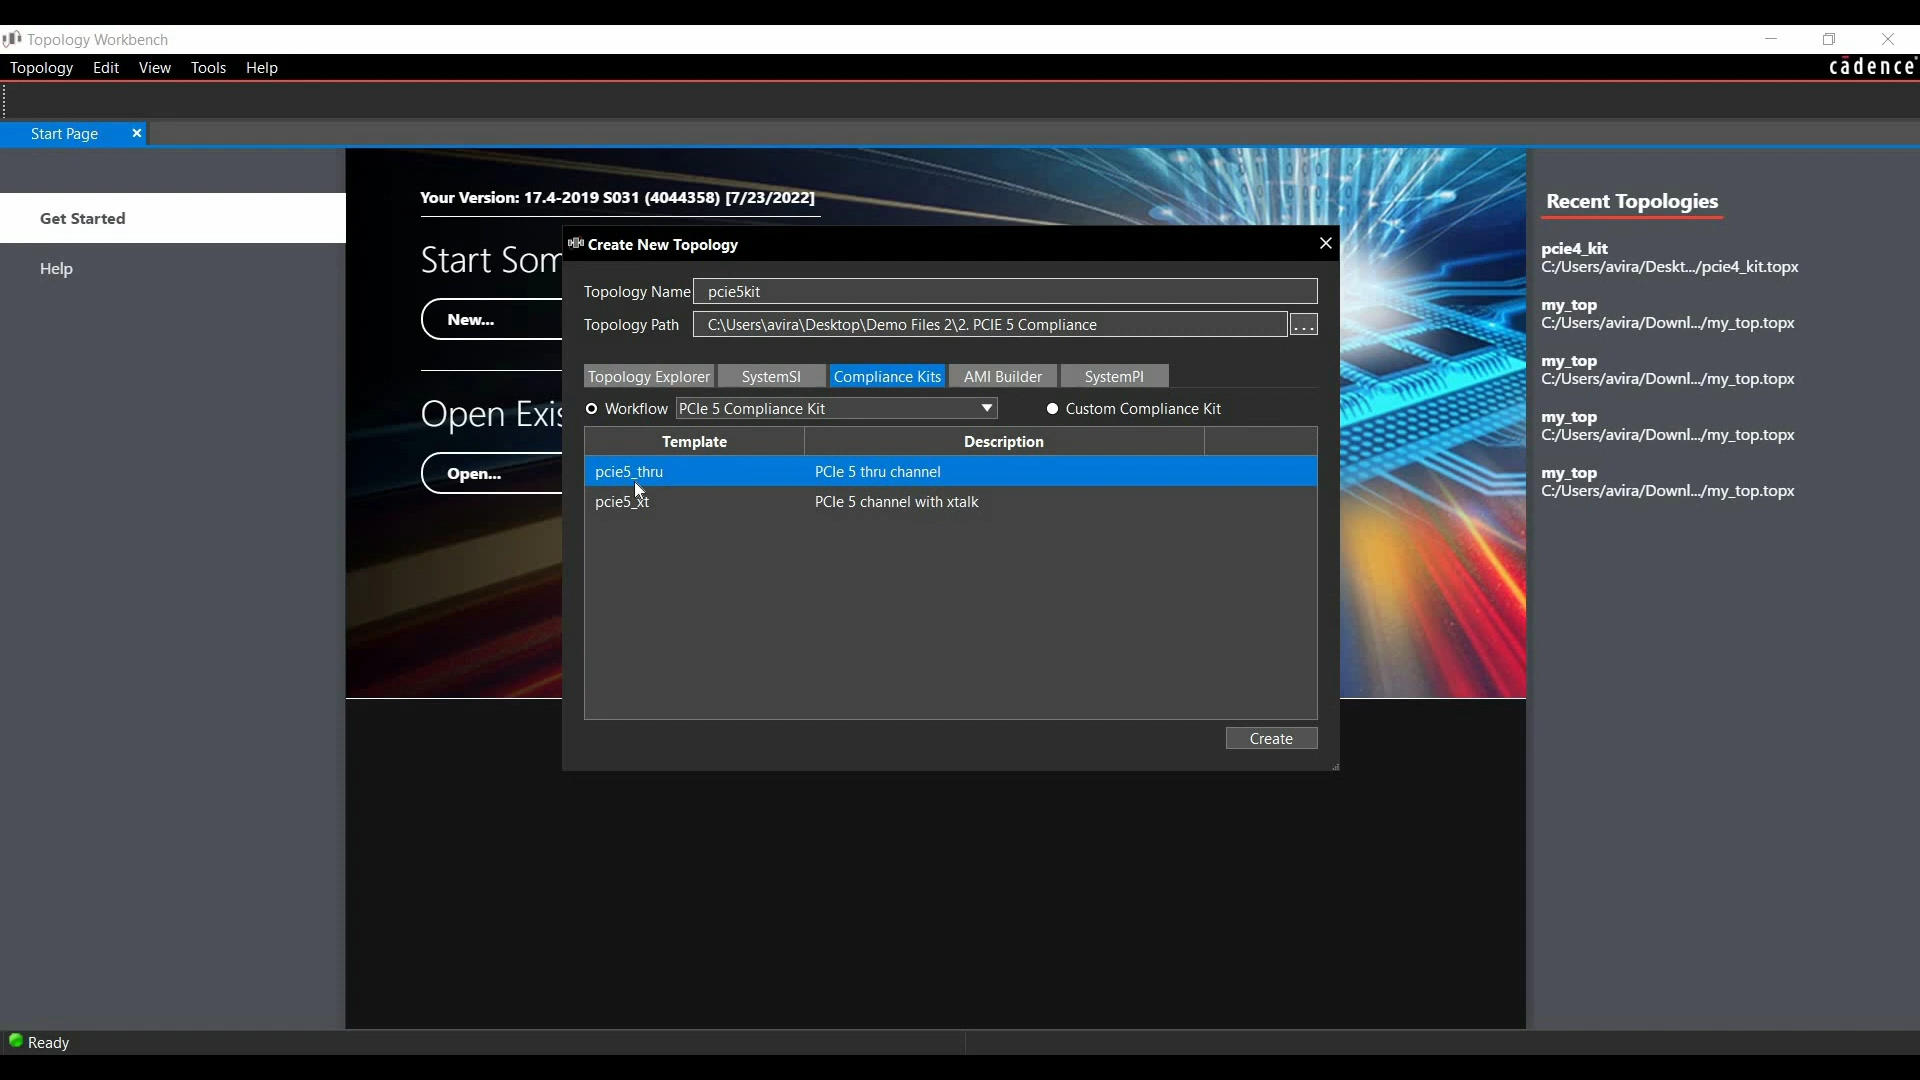 Topology Workbench
Topology Edit View Tools Help
cādence
Start Page
Get Started
Help
Your Version: 17.4-2019 S031 (4044358) [7/23/2022]
Start Som
New...
Open Exis
Open...
Create New Topology
Topology Name pcie5kit
Topology Path C:\Users\avira\Desktop\Demo Files 2\2. PCIE 5 Compliance ...
Topology Explorer SystemSI Compliance Kits AMI Builder SystemPI
Workflow PCIe 5 Compliance Kit Custom Compliance Kit
Template Description
pcie5_thru PCIe 5 thru channel
pcie5_xt PCIe 5 channel with xtalk
Create
Recent Topologies
pcie4_kit
C:/Users/avira/Deskt.../pcie4_kit.topx
my_top
C:/Users/avira/Downl.../my_top.topx
my_top
C:/Users/avira/Downl.../my_top.topx
my_top
C:/Users/avira/Downl.../my_top.topx
my_top
C:/Users/avira/Downl.../my_top.topx
Ready